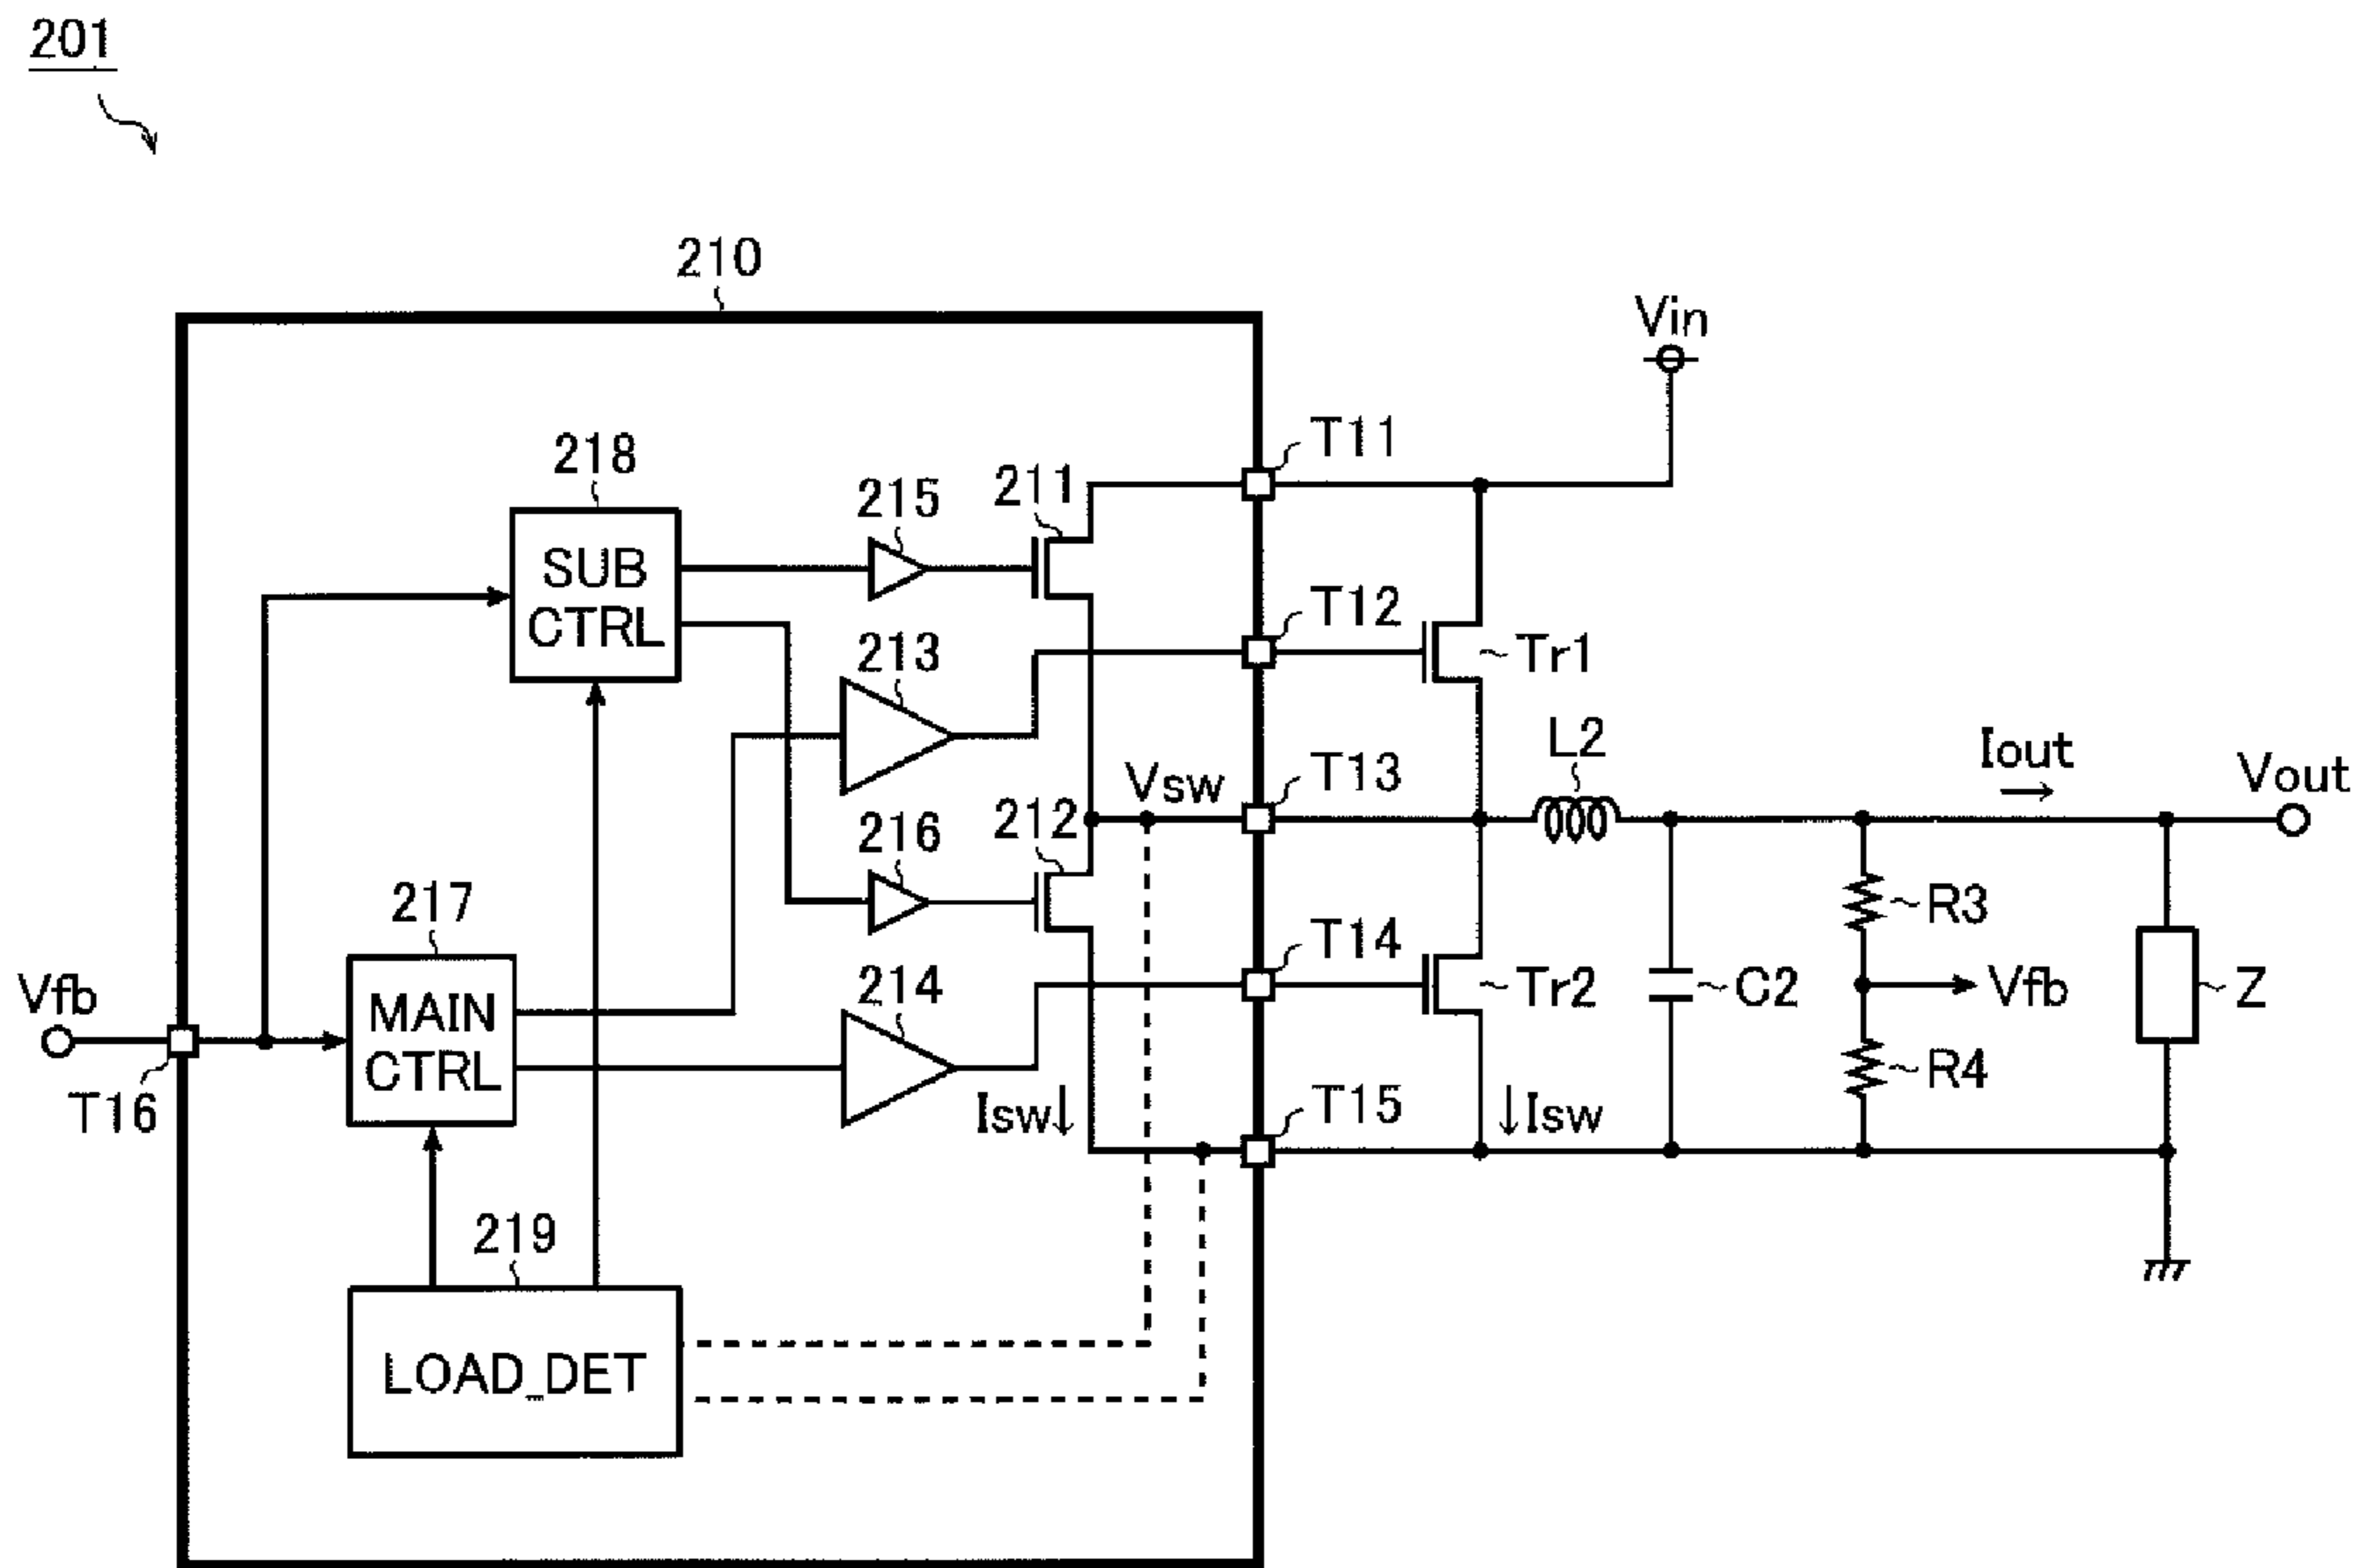 201
210
Vin
T11
218
215
211
SUB
CTRL
T12
213
Tr1
L2
Iout
Vout
Vsw
T13
216
212
217
R3
T14
Vfb
MAIN
CTRL
214
Tr2
C2
Vfb
Z
T16
Isw
T15
Isw
R4
219
LOAD_DET